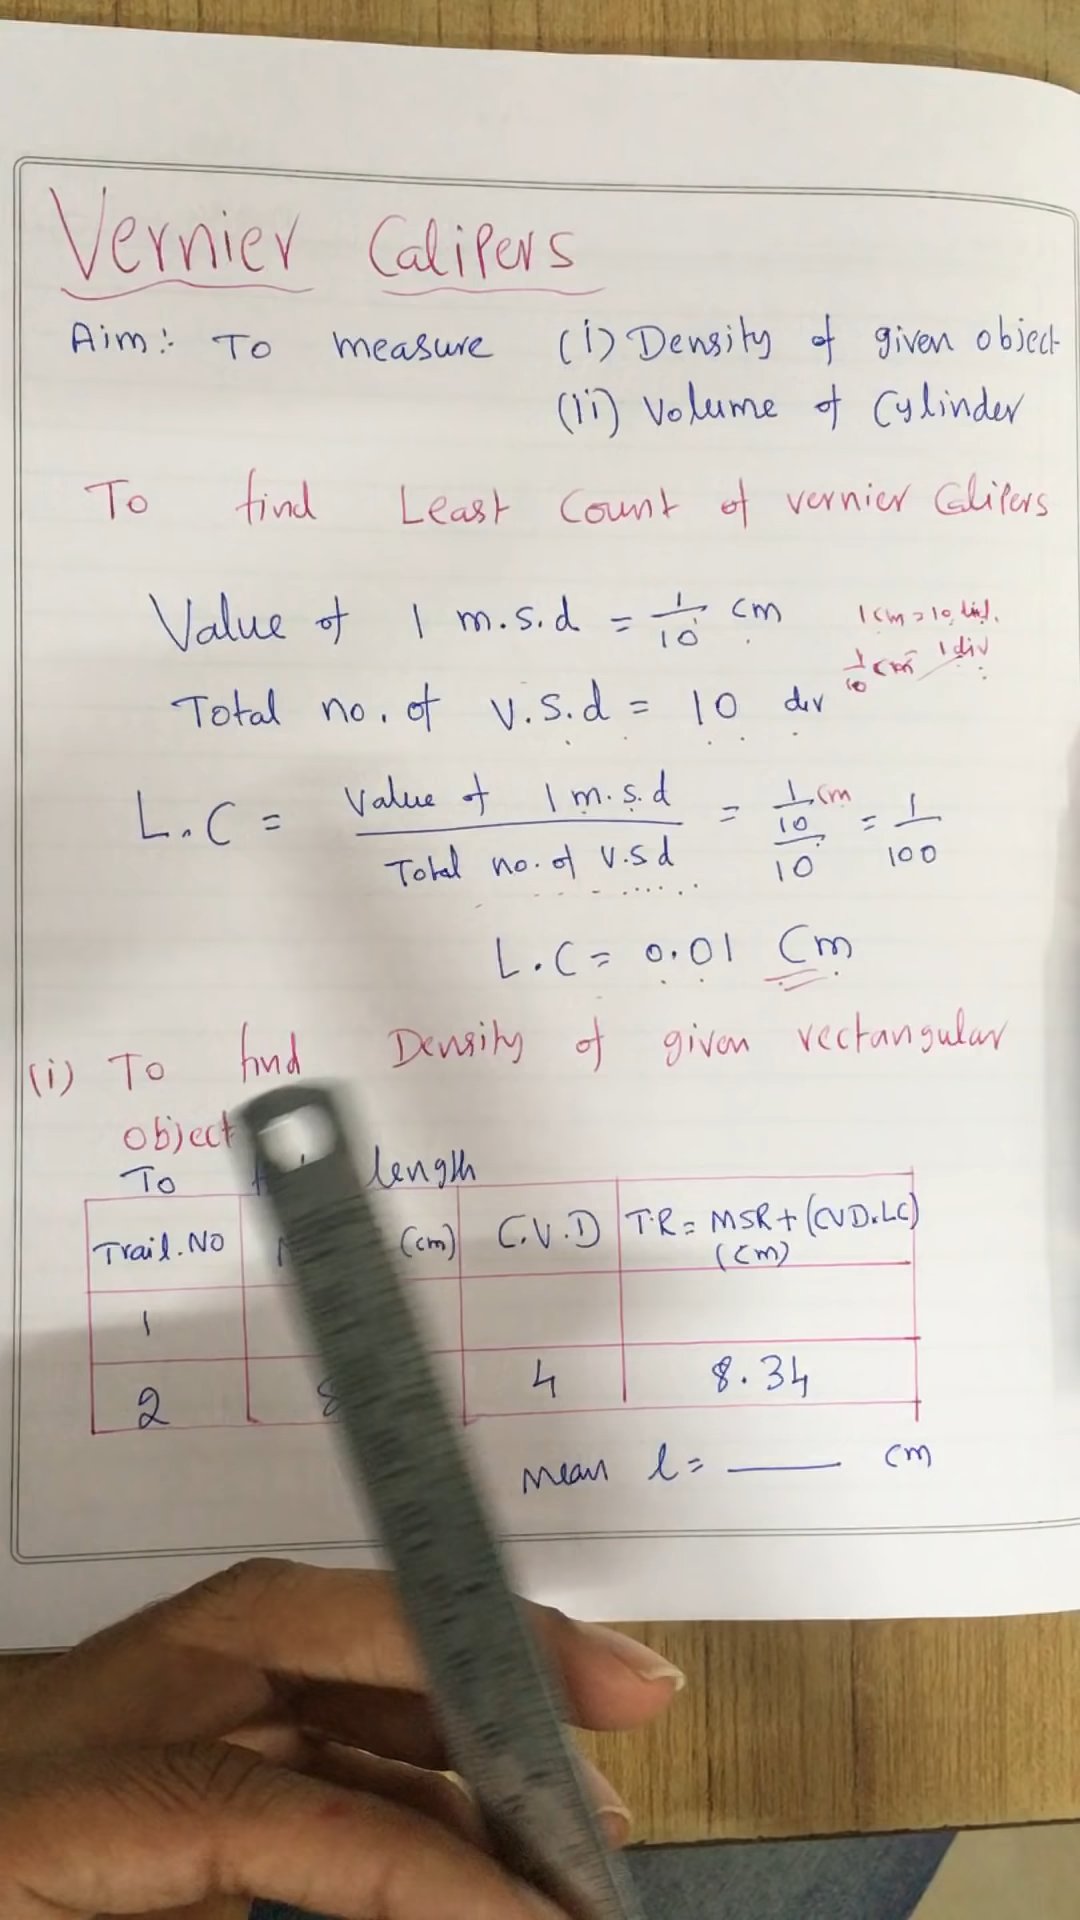 Vernier Calipers
Aim:- To measure (i) Density of given object
(ii) Volume of Cylinder
To find Least Count of vernier Calipers
Value of 1 m.s.d = 1/10 cm
1 cm = 10 div.
1/10 cm = 1 div
Total no. of v.s.d = 10 div
L.C = Value of 1 m.s.d / Total no. of v.s.d = 1/10 cm / 10 = 1/100
L.C = 0.01 Cm
(i) To find Density of given rectangular
object
To length
Trail.No (cm) C.V.D T.R = MSR + (CVD.LC) (cm)
1
2 8 4 8.34
mean l = ____ cm